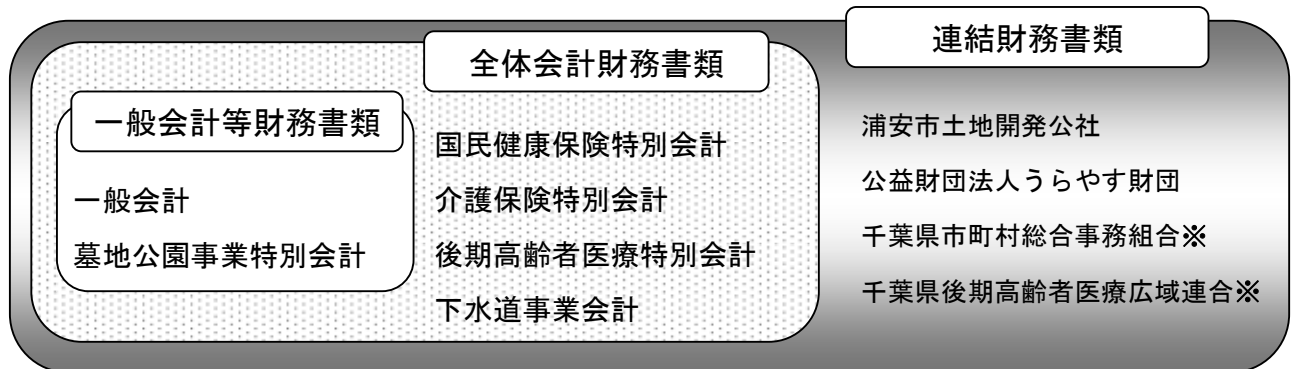 一般会計等財務書類
一般会計
墓地公園事業特別会計
全体会計財務書類
国民健康保険特別会計
介護保険特別会計
後期高齢者医療特別会計
下水道事業会計
連結財務書類
浦安市土地開発公社
公益財団法人うらやす財団
千葉県市町村総合事務組合※
千葉県後期高齢者医療広域連合※